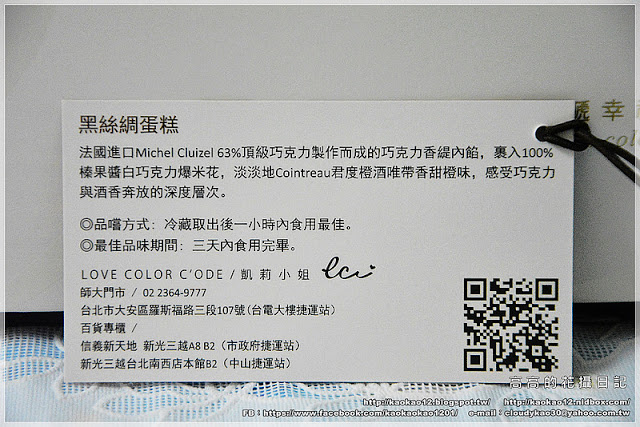 黑絲綢蛋糕
法國進口Michel Cluizel 63%頂級巧克力製作而成的巧克力香緹內餡，裹入100%
榛果醬白巧克力爆米花，淡淡地Cointreau君度橙酒唯帶香甜橙味，感受巧克力
與酒香奔放的深度層次。
◎品嚐方式：冷藏取出後一小時內食用最佳。
◎最佳品味期間：三天內食用完畢。
LOVE COLOR C'ODE / 凱莉小姐 lcc
師大門市 / 02 2364-9777
台北市大安區羅斯福路三段107號(台電大樓捷運站)
百貨專櫃 /
信義新天地 新光三越A8 B2（市政府捷運站）
新光三越台北南西店本館B2（中山捷運站）
幸
col
高高的花攝日記
http://kaokao12.blogspot.tw/ http://kaokao12.nidbox.com/
FB：https://www.facebook.com/kaokaokao1201/ e-mail：cloudykao30@yahoo.com.tw